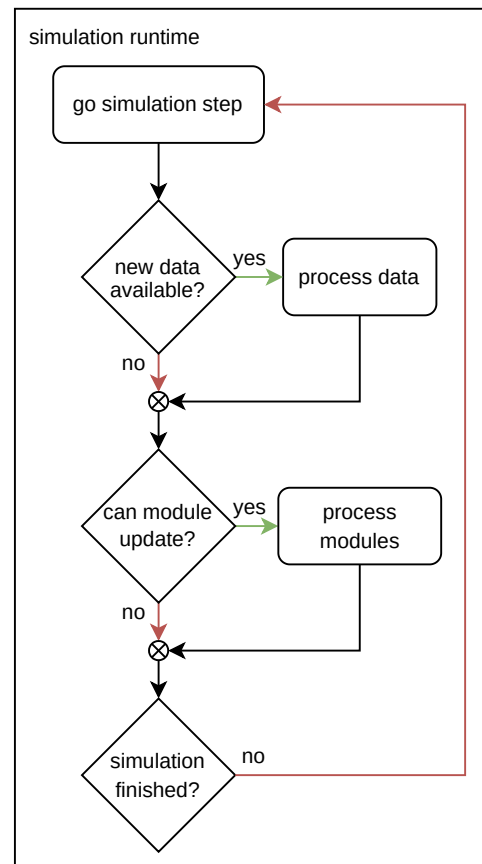 simulation runtime
go simulation step
new data
available?
yes
process data
no
can module
update?
yes
process
modules
no
simulation
finished?
no